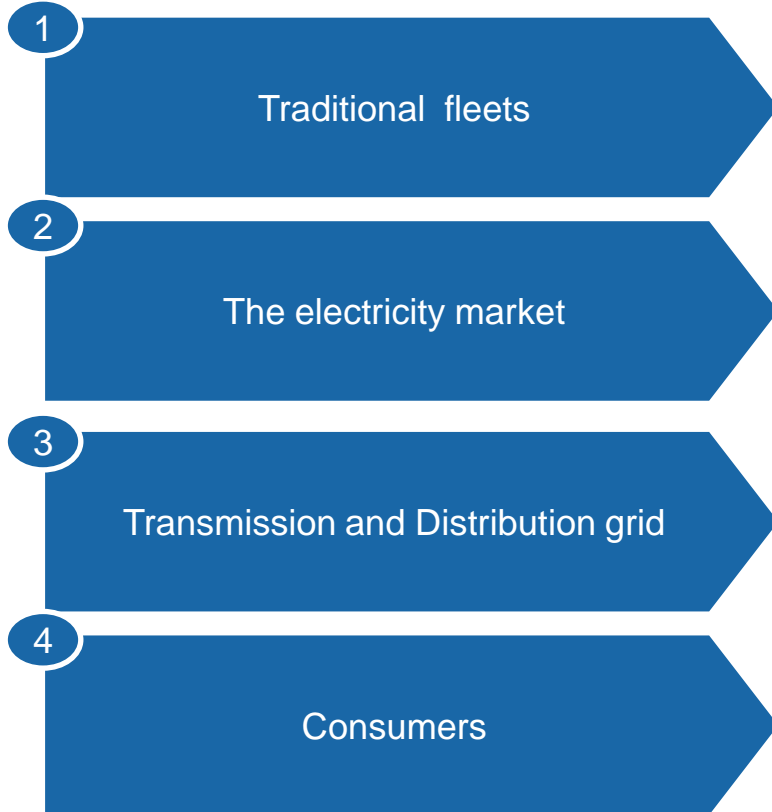 1
Traditional fleets
2
The electricity market
3
Transmission and Distribution grid
4
Consumers